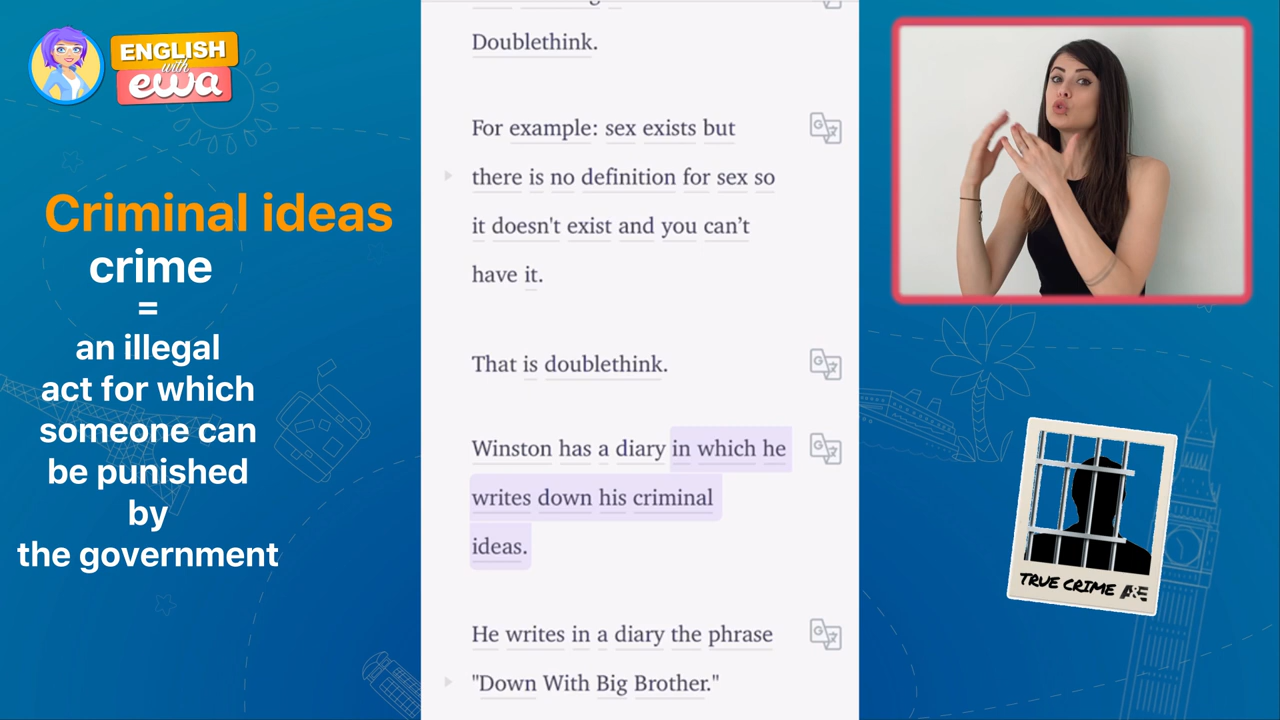 ENGLISH
with
ewa
Criminal ideas
crime
=
an illegal
act for which
someone can
be punished
by
the government
Doublethink.
For example: sex exists but
there is no definition for sex so
it doesn't exist and you can’t
have it.
That is doublethink.
Winston has a diary in which he
writes down his criminal
ideas.
He writes in a diary the phrase
"Down With Big Brother."
TRUE CRIME A&E